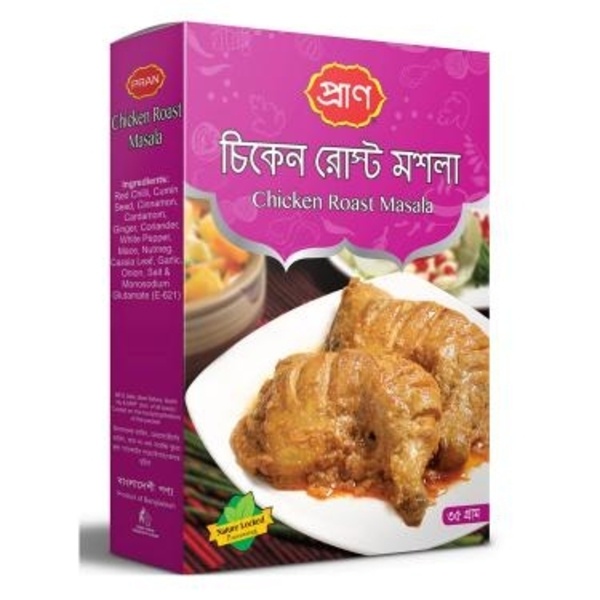 PRAN
Chicken Roast
Masala
Ingredients:
Red Chilli, Cumin
Seed, Cinnamon,
Cardamom,
Ginger, Coriander,
White Pepper,
Mace, Nutmeg,
Cassia Leaf, Garlic,
Onion, Salt &
Monosodium
Glutamate (E-621)
বাংলাদেশী পণ্য
Product of Bangladesh
প্রাণ
চিকেন রোস্ট মশলা
Chicken Roast Masala
Nature Locked
৩৫ গ্রাম